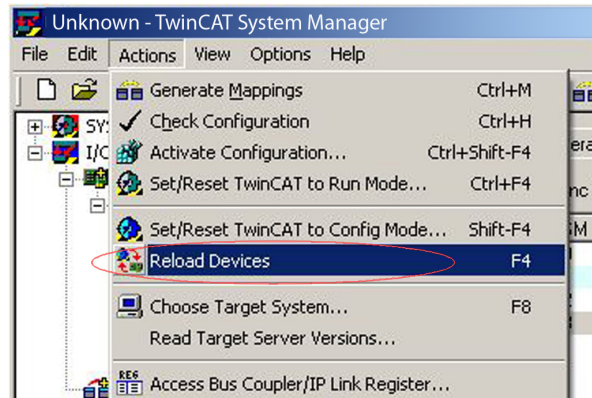 Unknown - TwinCAT System Manager
File Edit Actions View Options Help
Generate Mappings Ctrl+M
Check Configuration Ctrl+H
Activate Configuration... Ctrl+Shift-F4
Set/Reset TwinCAT to Run Mode... Ctrl+F4
Set/Reset TwinCAT to Config Mode... Shift-F4
Reload Devices F4
Choose Target System... F8
Read Target Server Versions...
Access Bus Coupler/IP Link Register...